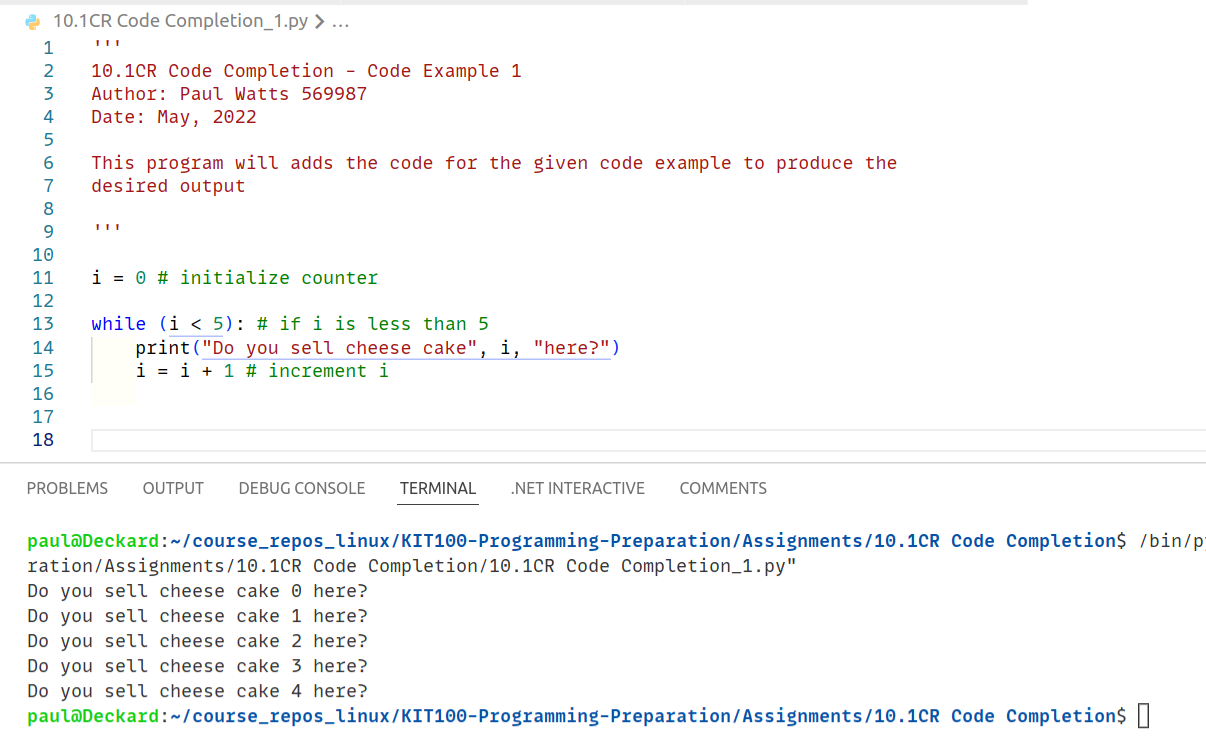 10.1CR Code Completion_1.py > ...
1 '''
2 10.1CR Code Completion - Code Example 1
3 Author: Paul Watts 569987
4 Date: May, 2022
5
6 This program will adds the code for the given code example to produce the
7 desired output
8
9 '''
10
11 i = 0 # initialize counter
12
13 while (i < 5): # if i is less than 5
14     print("Do you sell cheese cake", i, "here?")
15     i = i + 1 # increment i
16
17
18
PROBLEMS OUTPUT DEBUG CONSOLE TERMINAL .NET INTERACTIVE COMMENTS
paul@Deckard:~/course_repos_linux/KIT100-Programming-Preparation/Assignments/10.1CR Code Completion$ /bin/p
ration/Assignments/10.1CR Code Completion/10.1CR Code Completion_1.py"
Do you sell cheese cake 0 here?
Do you sell cheese cake 1 here?
Do you sell cheese cake 2 here?
Do you sell cheese cake 3 here?
Do you sell cheese cake 4 here?
paul@Deckard:~/course_repos_linux/KIT100-Programming-Preparation/Assignments/10.1CR Code Completion$